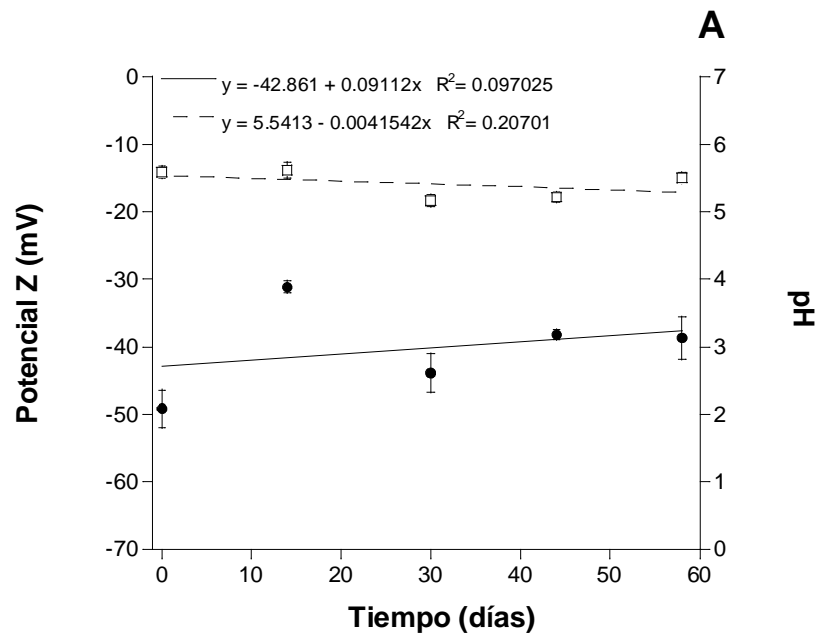 A
y = -42.861 + 0.09112x R2= 0.097025
y = 5.5413 - 0.0041542x R2= 0.20701
0
-10
-20
-30
-40
-50
-60
-70
Potencial Z (mV)
7
6
5
4
3
2
1
0
pH
0 10 20 30 40 50 60
Tiempo (días)